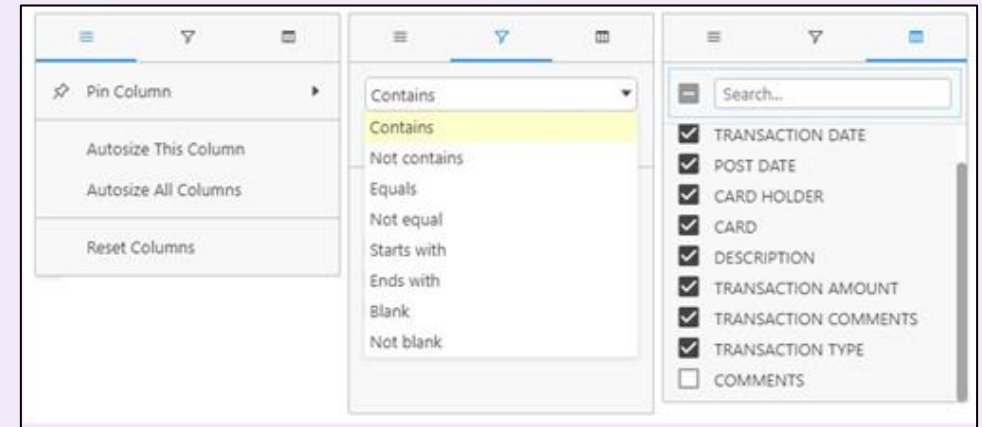 Pin Column
Autosize This Column
Autosize All Columns
Reset Columns
Contains
Contains
Not contains
Equals
Not equal
Starts with
Ends with
Blank
Not blank
Search...
TRANSACTION DATE
POST DATE
CARD HOLDER
CARD
DESCRIPTION
TRANSACTION AMOUNT
TRANSACTION COMMENTS
TRANSACTION TYPE
COMMENTS